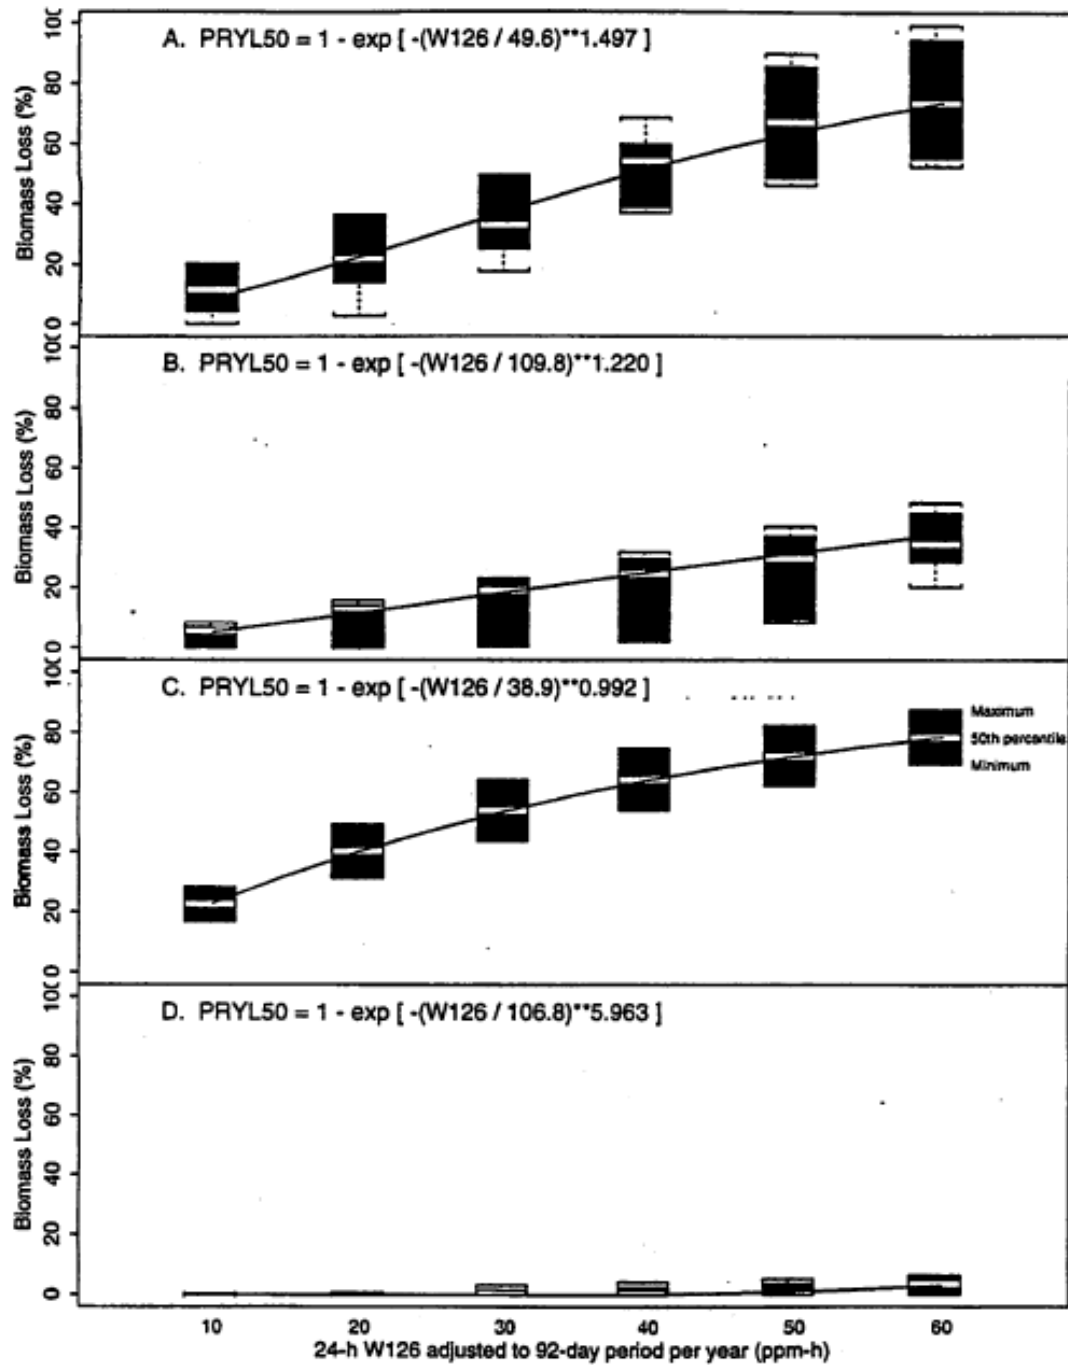 A. PRYL50 = 1 - exp [ -(W126 / 49.6)**1.497 ]
Biomass Loss (%)
0 20 40 60 80 100
B. PRYL50 = 1 - exp [ -(W126 / 109.8)**1.220 ]
Biomass Loss (%)
0 20 40 60 80 100
C. PRYL50 = 1 - exp [ -(W126 / 38.9)**0.992 ]
Biomass Loss (%)
0 20 40 60 80 100
Maximum
50th percentile
Minimum
D. PRYL50 = 1 - exp [ -(W126 / 106.8)**5.963 ]
Biomass Loss (%)
0 20 40 60 80 100
10 20 30 40 50 60
24-h W126 adjusted to 92-day period per year (ppm-h)